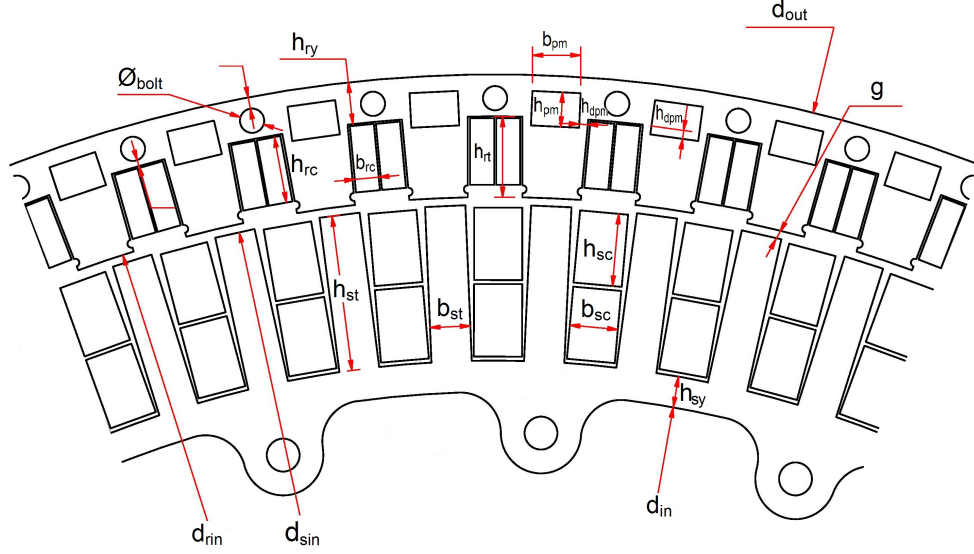 d_out
h_ry
b_pm
Ø_bolt
g
h_pm
h_dpm
h_dpm
h_rt
b_rc
h_rc
h_sc
h_st
b_st
b_sc
h_sy
d_in
d_rin
d_sin